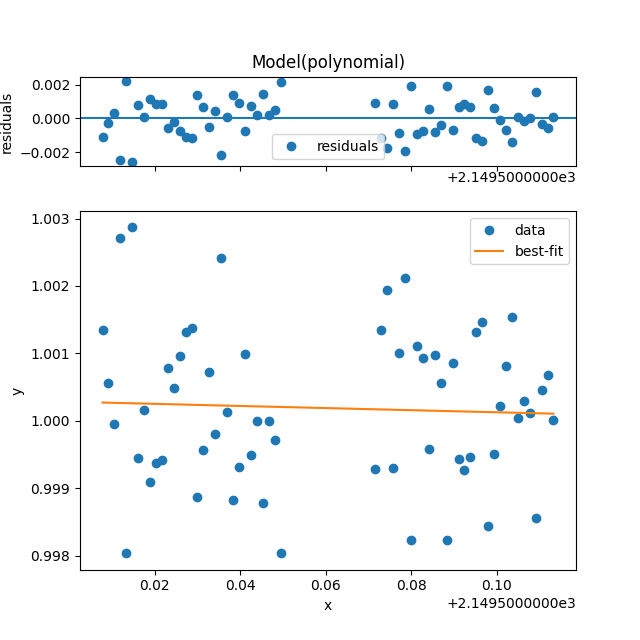 Model(polynomial)
residuals
0.002
0.000
−0.002
residuals
+2.1495000000e3
y
1.003
1.002
1.001
1.000
0.999
0.998
data
best-fit
0.02 0.04 0.06 0.08 0.10
x
+2.1495000000e3